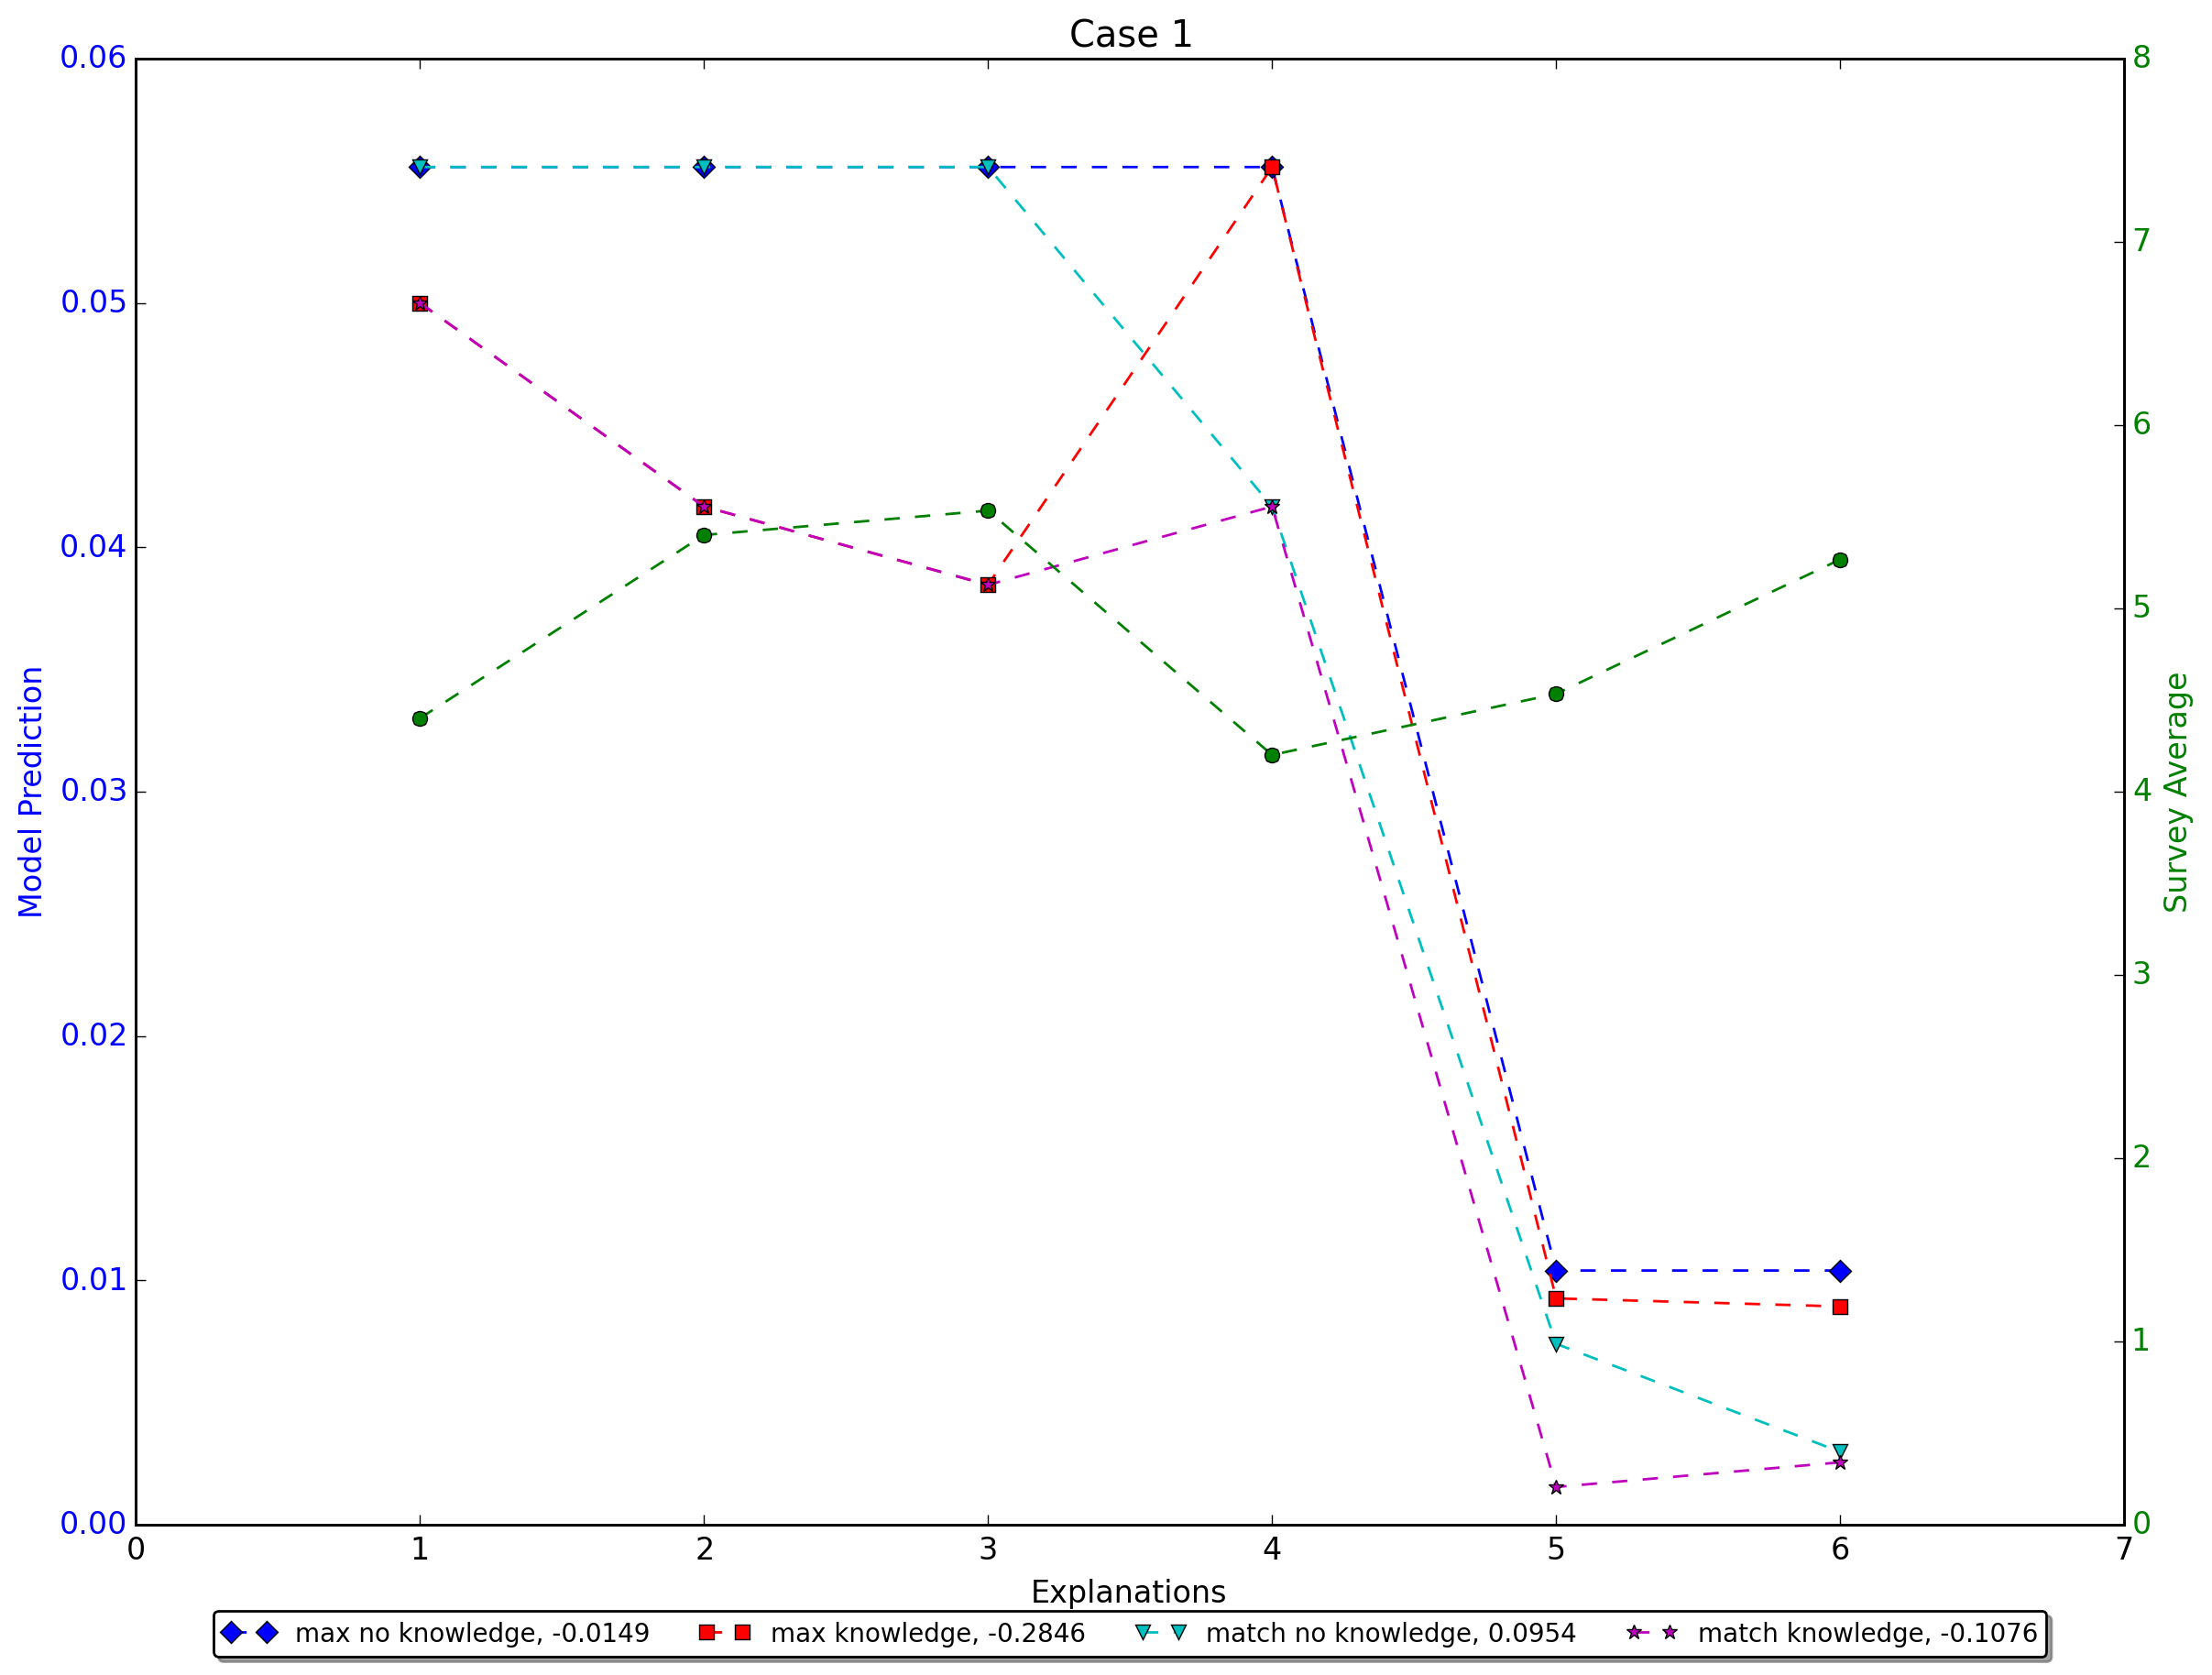 Case 1
0.06
0.05
0.04
0.03
0.02
0.01
0.00
Model Prediction
8
7
6
5
4
3
2
1
0
Survey Average
0 1 2 3 4 5 6 7
Explanations
max no knowledge, -0.0149 max knowledge, -0.2846 match no knowledge, 0.0954 match knowledge, -0.1076